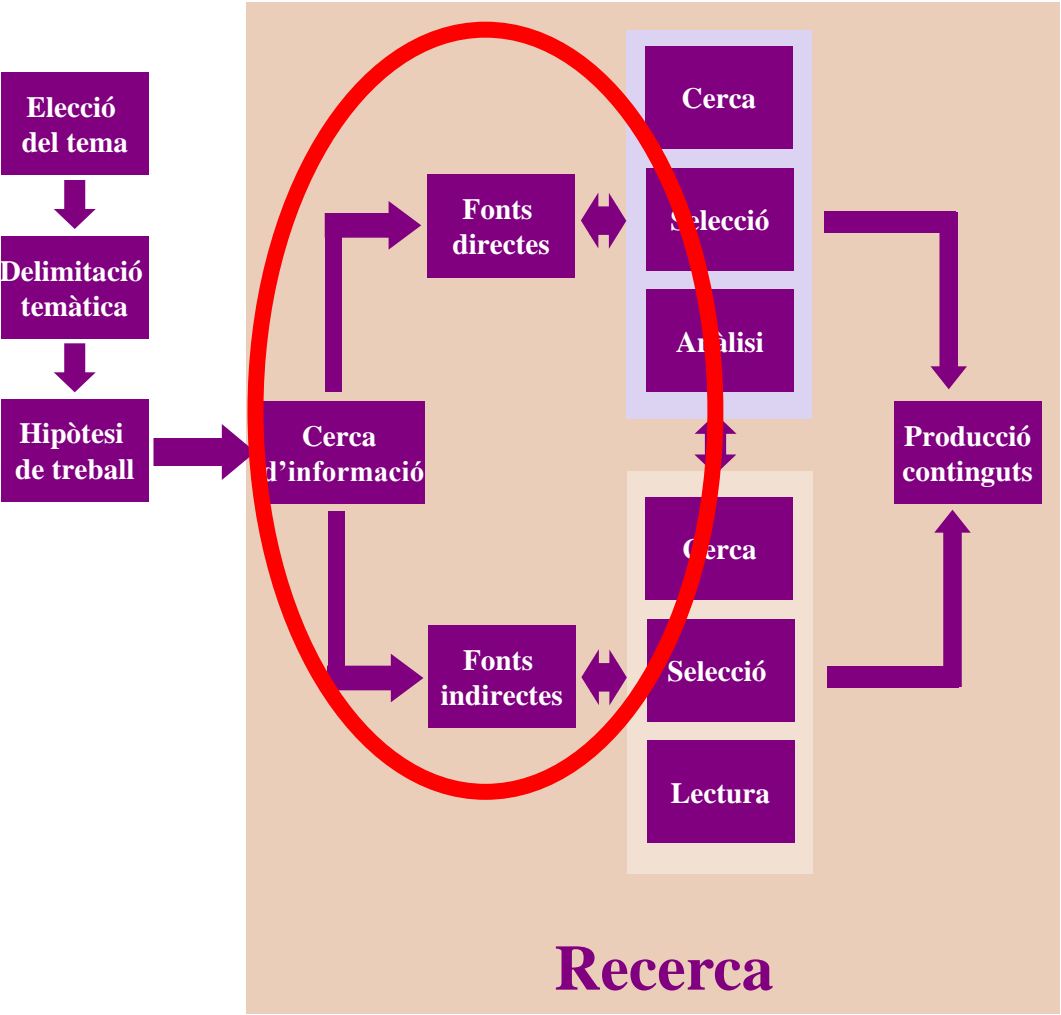 Elecció
del tema
Delimitació
temàtica
Hipòtesi
de treball
Cerca
d’informació
Fonts
directes
Fonts
indirectes
Cerca
Selecció
Anàlisi
Cerca
Selecció
Lectura
Producció
continguts
Recerca